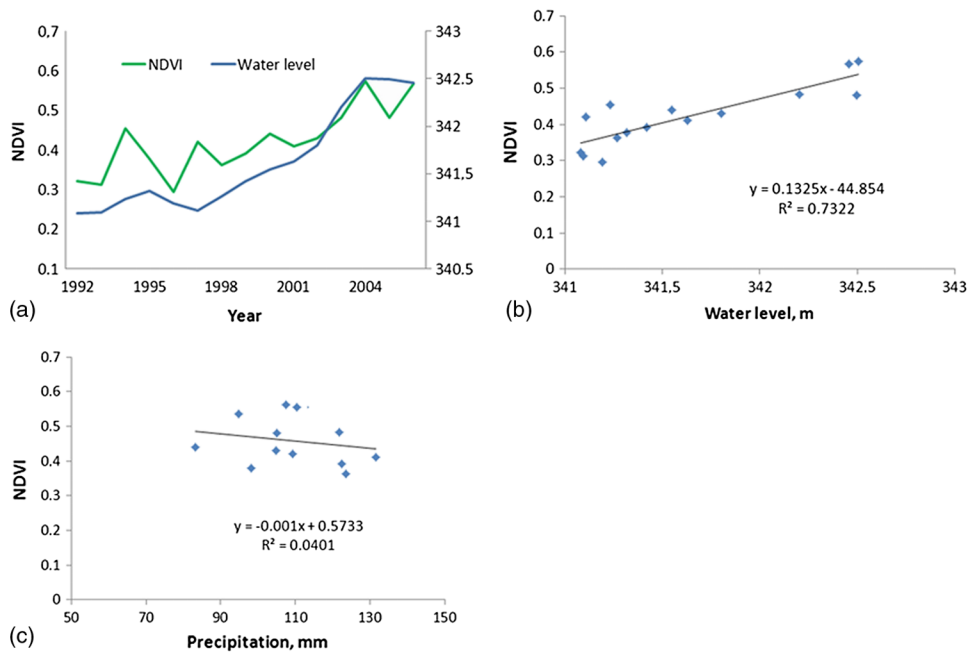 0.7
0.6
0.5
0.4
0.3
0.2
0.1
NDVI
NDVI
Water level
343
342.5
342
341.5
341
340.5
1992 1995 1998 2001 2004
Year
(a)
0.7
0.6
0.5
0.4
0.3
0.2
0.1
0
NDVI
y = 0.1325x - 44.854
R² = 0.7322
341 341.5 342 342.5 343
Water level, m
(b)
0.7
0.6
0.5
0.4
0.3
0.2
0.1
0
NDVI
y = -0.001x + 0.5733
R² = 0.0401
50 70 90 110 130 150
Precipitation, mm
(c)